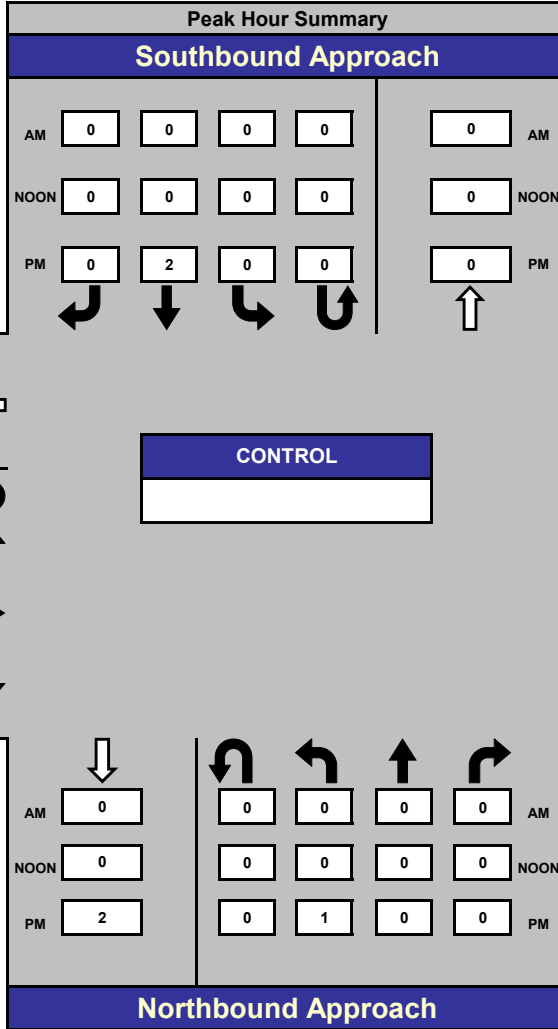 Peak Hour Summary
Southbound Approach
AM 0 0 0 0 0 AM
NOON 0 0 0 0 0 NOON
PM 0 2 0 0 0 PM
CONTROL
AM 0 0 0 0 0 AM
NOON 0 0 0 0 0 NOON
PM 2 0 1 0 0 PM
Northbound Approach